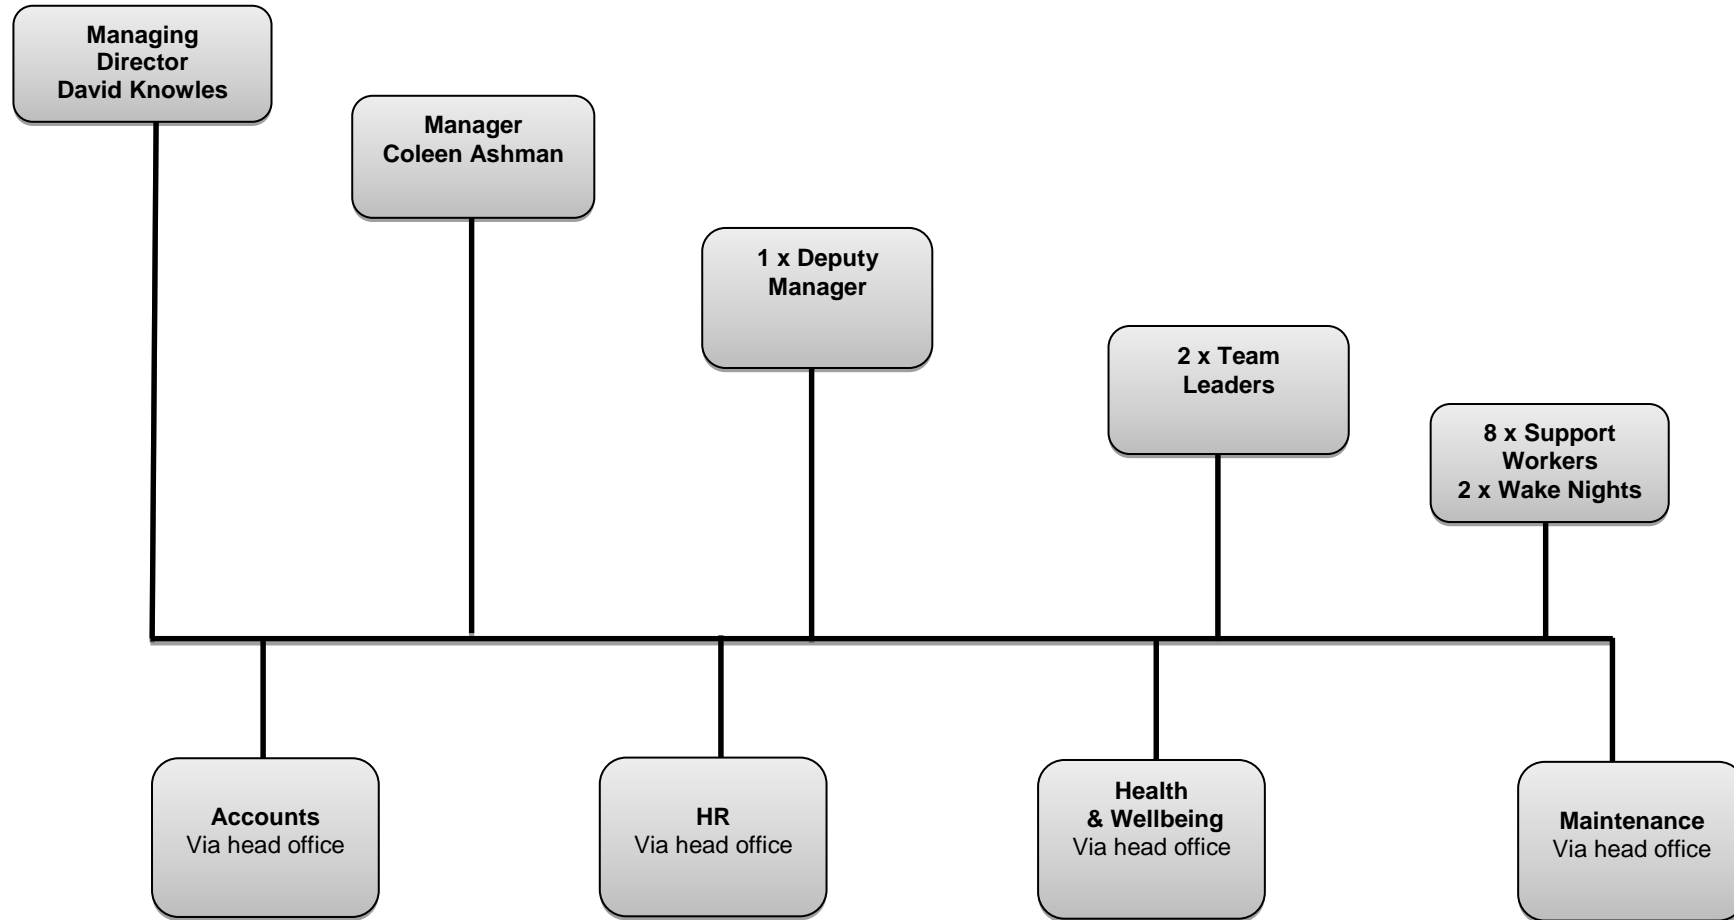 Managing
Director
David Knowles
Manager
Coleen Ashman
1 x Deputy
Manager
2 x Team
Leaders
8 x Support
Workers
2 x Wake Nights
Accounts
Via head office
HR
Via head office
Health
& Wellbeing
Via head office
Maintenance
Via head office